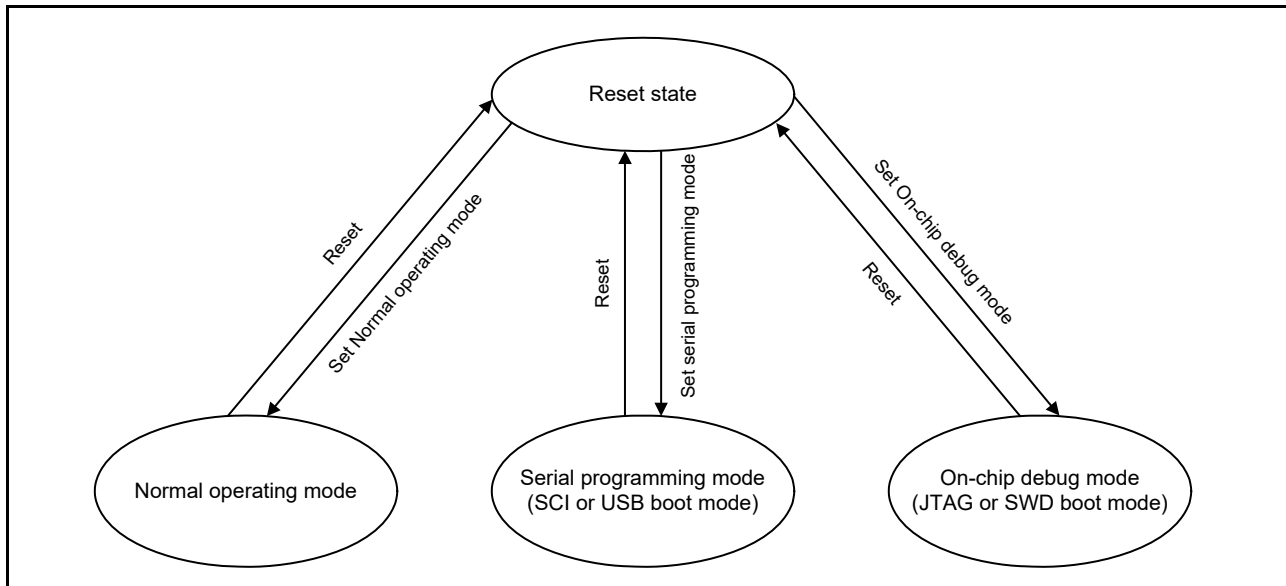 Reset state
Reset
Set Normal operating mode
Reset
Set serial programming mode
Set On-chip debug mode
Reset
Normal operating mode
Serial programming mode
(SCI or USB boot mode)
On-chip debug mode
(JTAG or SWD boot mode)